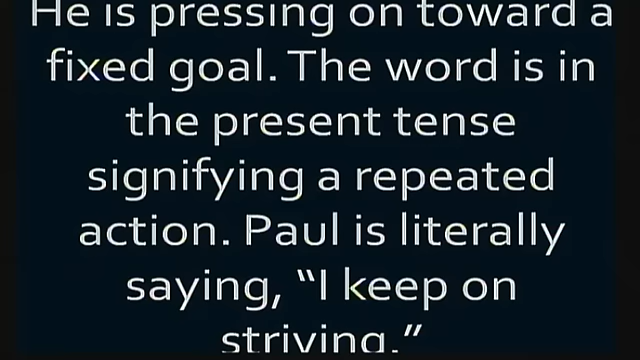 He is pressing on toward a
fixed goal. The word is in
the present tense
signifying a repeated
action. Paul is literally
saying, “I keep on
striving.”